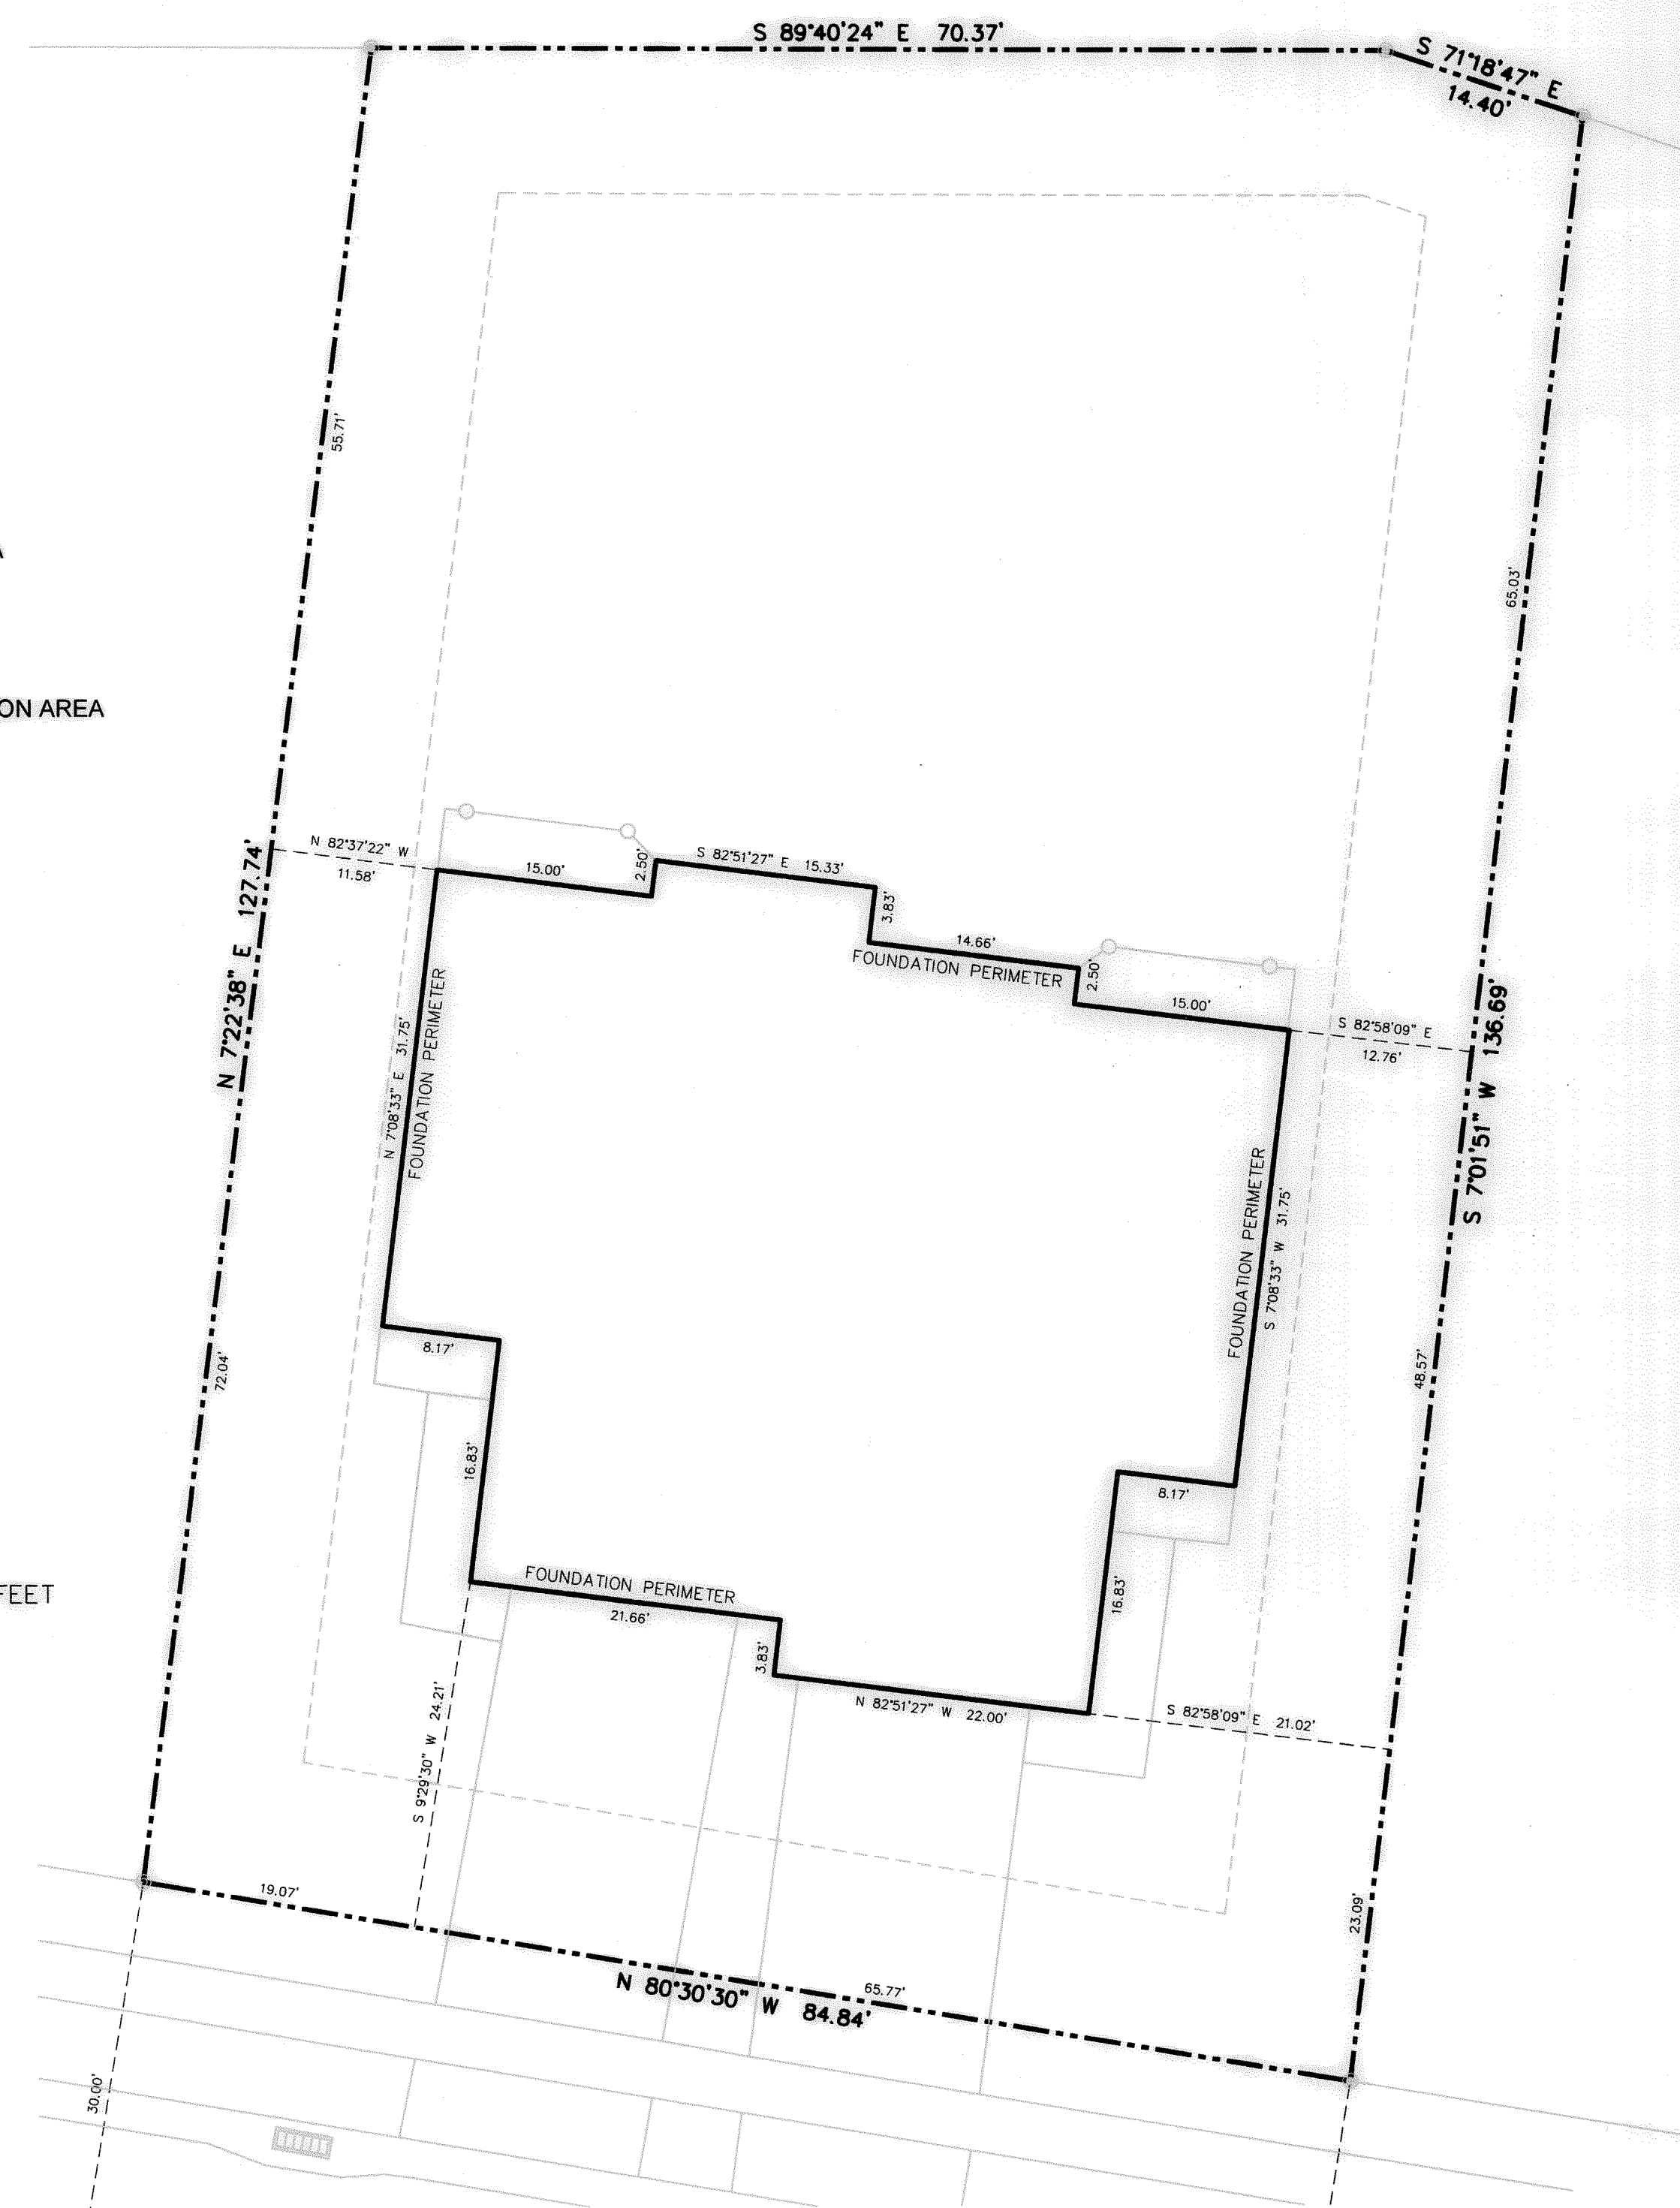 S 89°40'24" E 70.37'
S 71°18'47" E
14.40'
55.71'
65.03'
A
ON AREA
N 82°37'22" W
11.58'
15.00'
2.50'
S 82°51'27" E 15.33'
3.83'
14.66'
FOUNDATION PERIMETER
2.50'
15.00'
S 82°58'09" E
12.76'
N 7°22'38" E 127.74'
N 7°08'33" E 31.75'
FOUNDATION PERIMETER
S 7°01'51" W 136.69'
FOUNDATION PERIMETER
S 7°08'33" W 31.75'
72.04'
8.17'
48.57'
16.83'
8.17'
16.83'
FEET
FOUNDATION PERIMETER
21.66'
3.83'
N 82°51'27" W 22.00'
S 82°58'09" E 21.02'
S 9°29'30" W 24.21'
19.07'
23.09'
65.77'
N 80°30'30" W 84.84'
30.00'